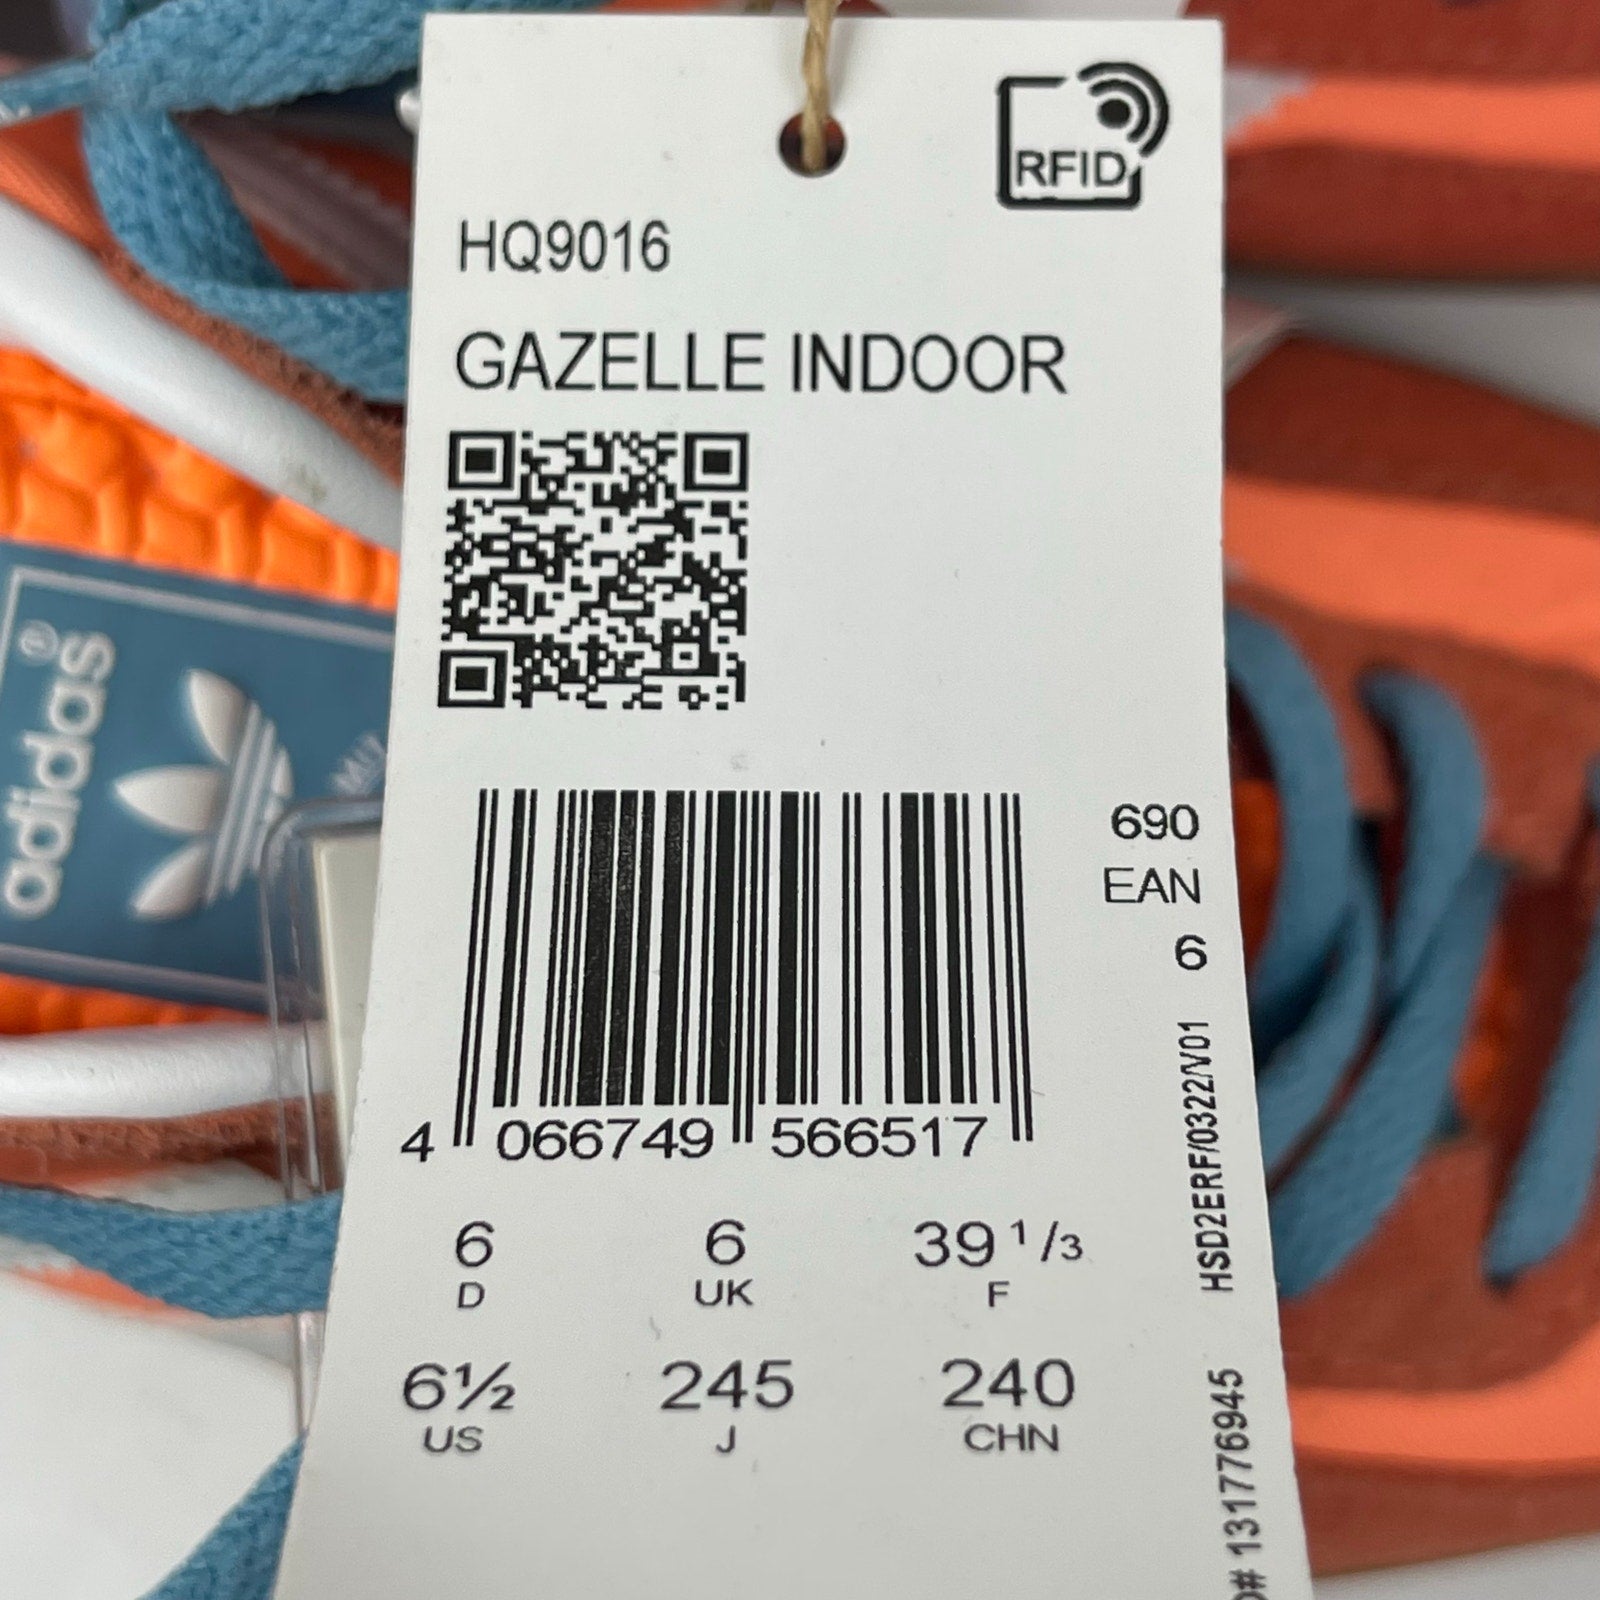 RFID
HQ9016
GAZELLE INDOOR
adidas®
690
EAN
6
4 066749 566517
HSD2ERF/0322/V01
6 6 39 1/3
D UK F
6½ 245 240
US J CHN
# 131776945